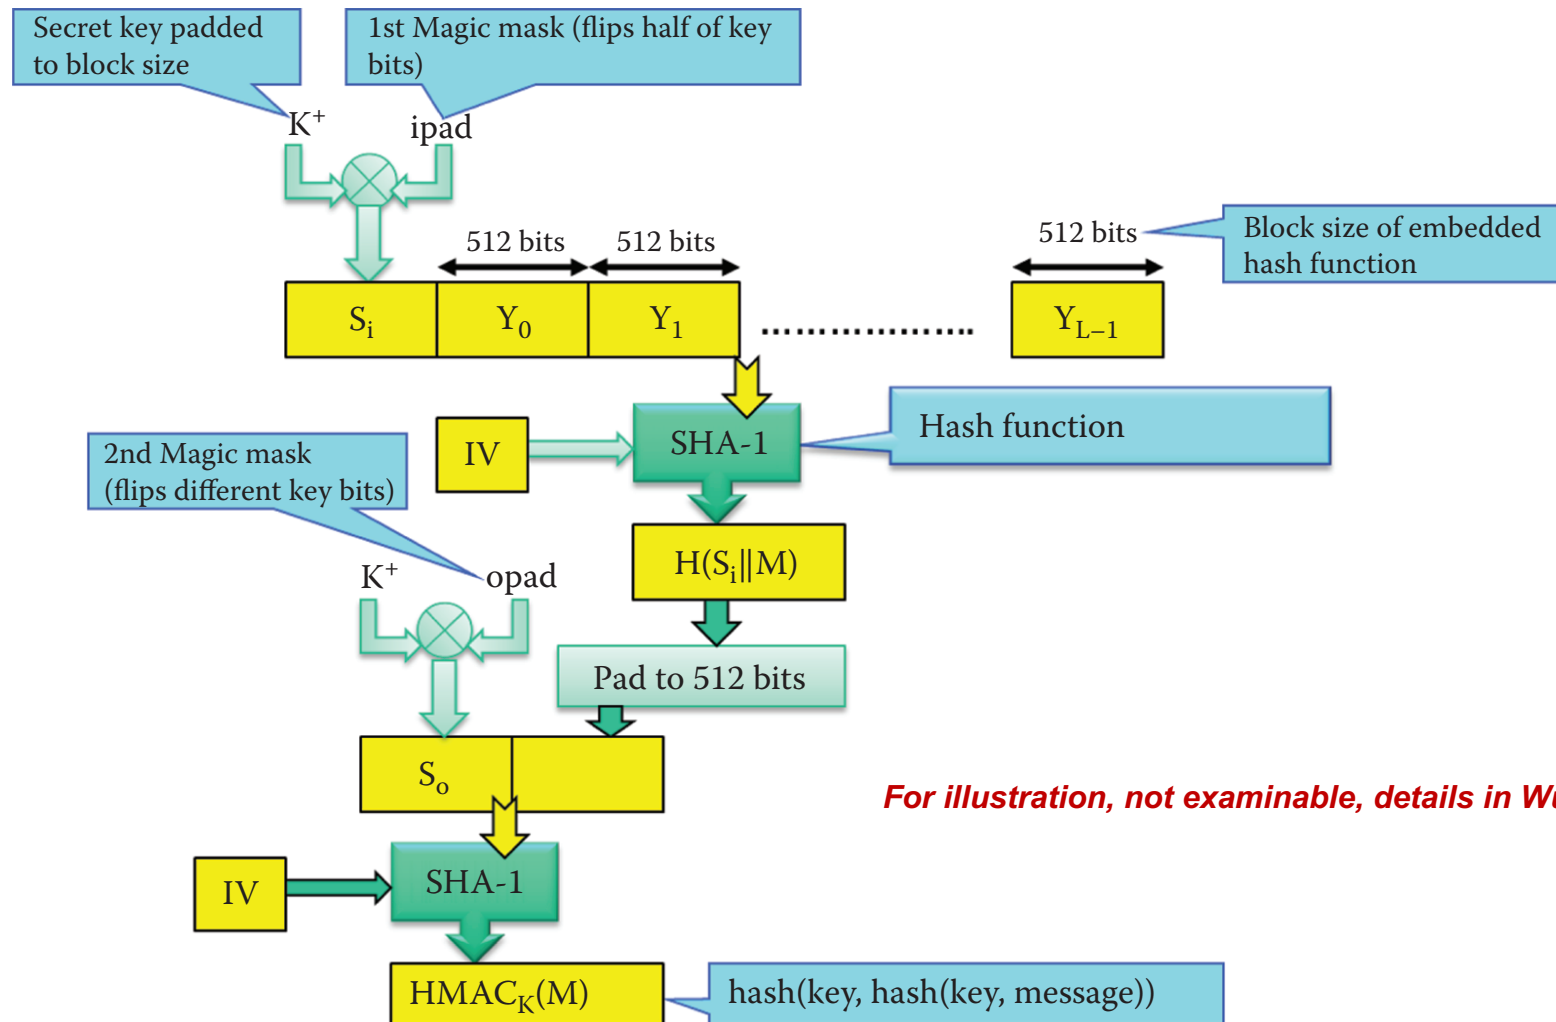 Secret key padded
to block size
1st Magic mask (flips half of key
bits)
K⁺
ipad
512 bits
512 bits
512 bits
Block size of embedded
hash function
Sᵢ
Y₀
Y₁
Y_{L–1}
IV
SHA-1
Hash function
2nd Magic mask
(flips different key bits)
H(Sᵢ||M)
K⁺
opad
Pad to 512 bits
Sₒ
For illustration, not examinable, details in
IV
SHA-1
HMAC_K(M)
hash(key, hash(key, message))